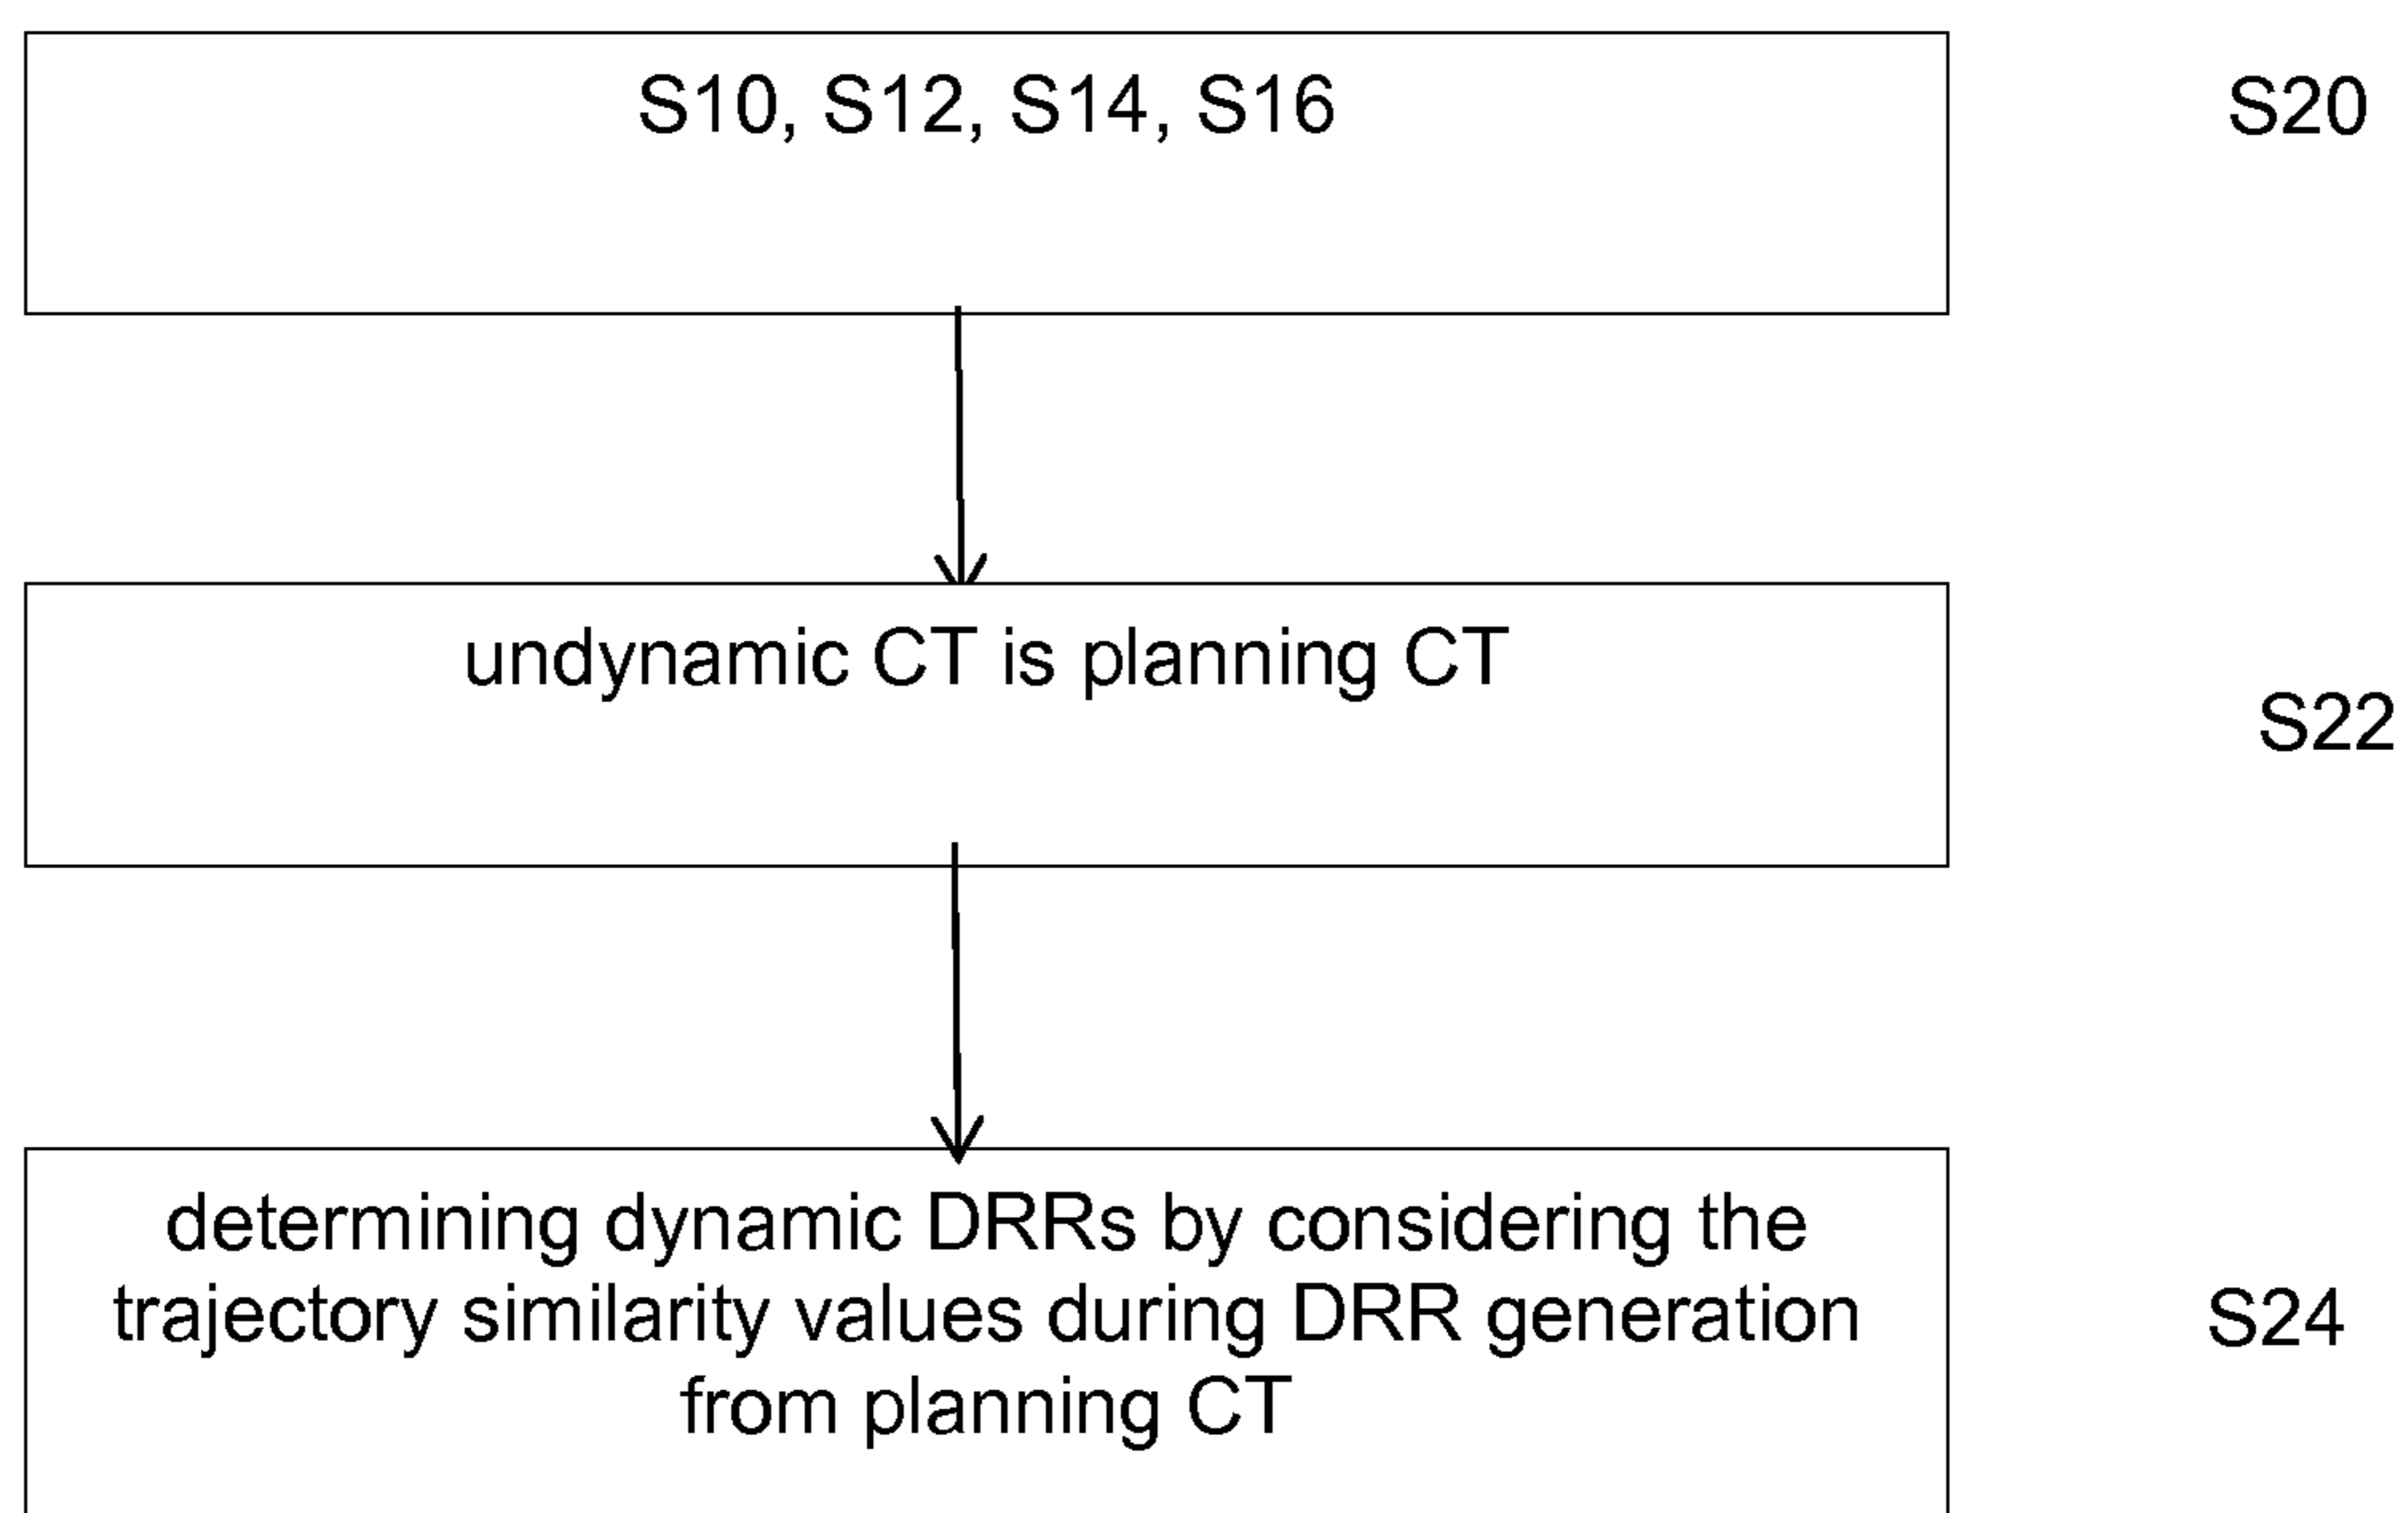 S10, S12, S14, S16
S20
undynamic CT is planning CT
S22
determining dynamic DRRs by considering the
trajectory similarity values during DRR generation
from planning CT
S24